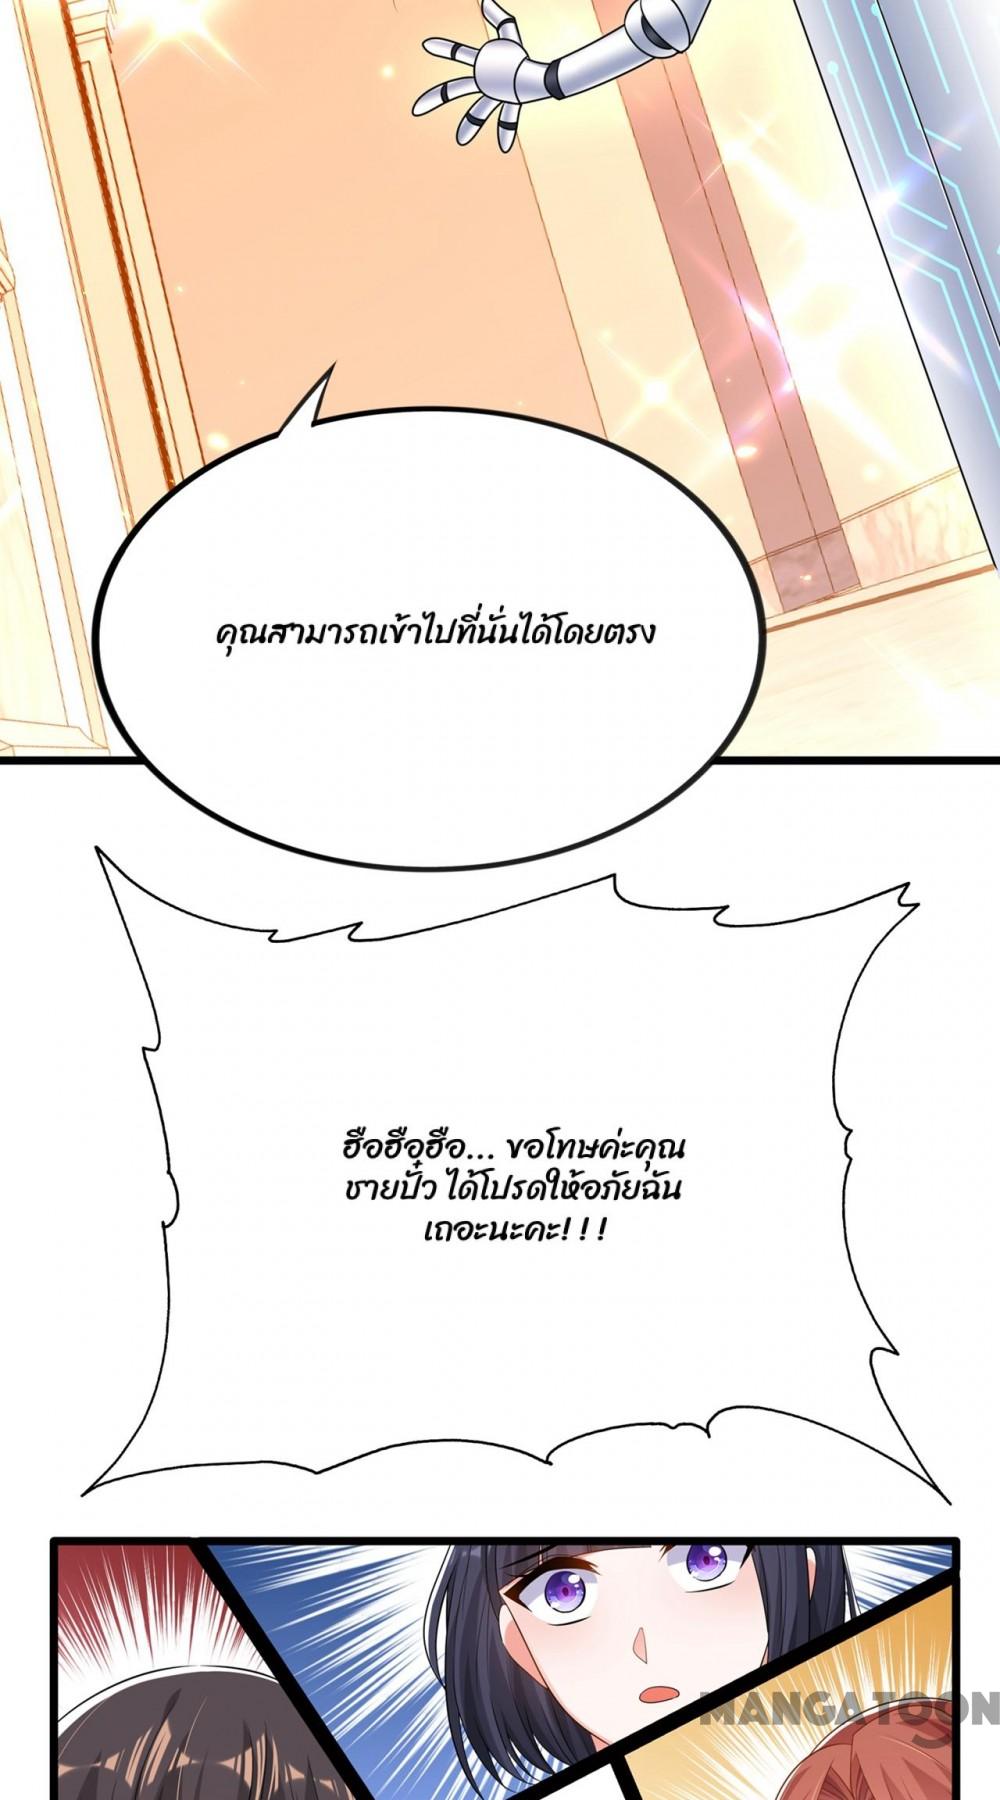 คุณสามารถเข้าไปที่นั่นได้โดยตรง
ฮือฮือฮือ... ขอโทษค่ะคุณ
ชายปั๋ว ได้โปรดให้อภัยฉัน
เถอะนะคะ!!!
MANGATOON